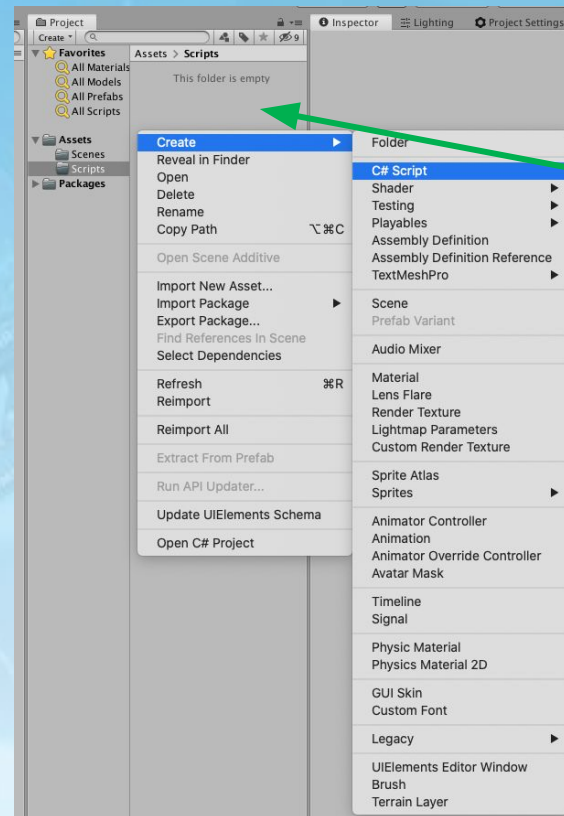 Project
Inspector
Lighting
Project Settings
Create
9
Favorites
All Materials
All Models
All Prefabs
All Scripts
Assets
Scenes
Scripts
Packages
Assets > Scripts
This folder is empty
Create
Reveal in Finder
Open
Delete
Rename
Copy Path ⌥⌘C
Open Scene Additive
Import New Asset...
Import Package
Export Package...
Find References In Scene
Select Dependencies
Refresh ⌘R
Reimport
Reimport All
Extract From Prefab
Run API Updater...
Update UIElements Schema
Open C# Project
Folder
C# Script
Shader
Testing
Playables
Assembly Definition
Assembly Definition Reference
TextMeshPro
Scene
Prefab Variant
Audio Mixer
Material
Lens Flare
Render Texture
Lightmap Parameters
Custom Render Texture
Sprite Atlas
Sprites
Animator Controller
Animation
Animator Override Controller
Avatar Mask
Timeline
Signal
Physic Material
Physics Material 2D
GUI Skin
Custom Font
Legacy
UIElements Editor Window
Brush
Terrain Layer